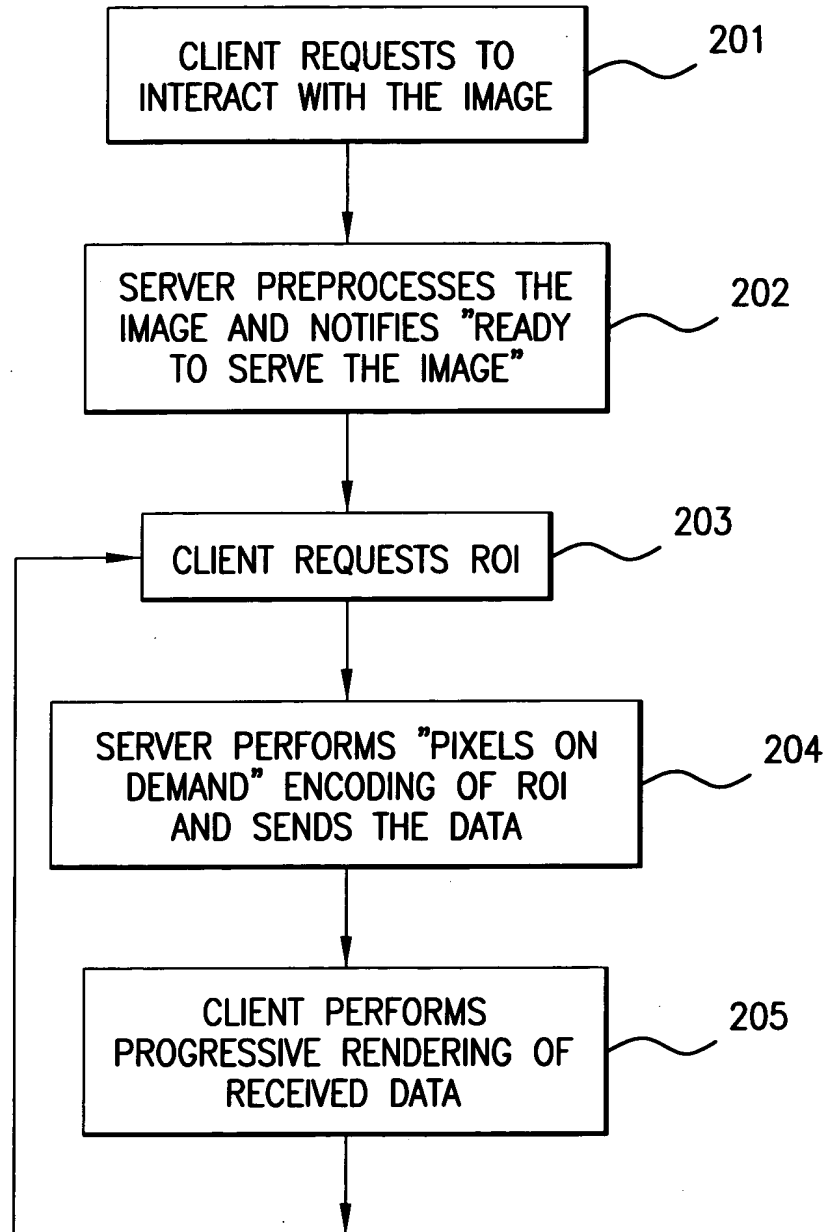 CLIENT REQUESTS TO
INTERACT WITH THE IMAGE
201
SERVER PREPROCESSES THE
IMAGE AND NOTIFIES "READY
TO SERVE THE IMAGE"
202
CLIENT REQUESTS ROI
203
SERVER PERFORMS "PIXELS ON
DEMAND" ENCODING OF ROI
AND SENDS THE DATA
204
CLIENT PERFORMS
PROGRESSIVE RENDERING OF
RECEIVED DATA
205